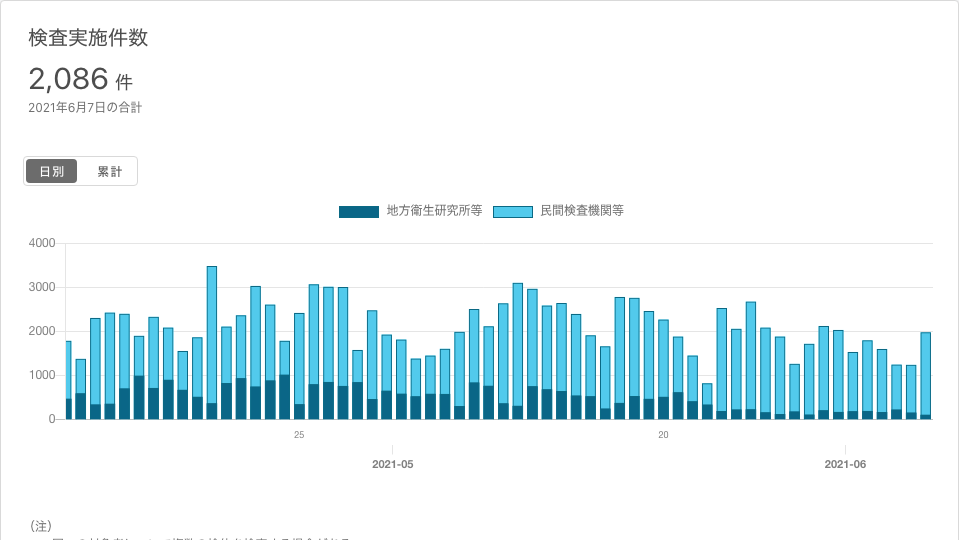 検査実施件数
2,086 件
2021年6月7日の合計
日別 累計
地方衛生研究所等 民間検査機関等
4000
3000
2000
1000
0
25 20
2021-05 2021-06
（注）